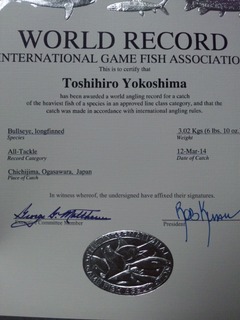 WORLD RECORD
INTERNATIONAL GAME FISH ASSOCIATION
This is to certify that
Toshihiro Yokoshima
has been awarded a world angling record for a catch
of the heaviest fish of a species in an approved line class category, and that the
catch was made in accordance with international angling rules.
Bullseye, longfinned 3.02 Kgs (6 lbs, 10 oz.
Species Weight
All-Tackle 12-Mar-14
Record Category Date
Chichijima, Ogasawara, Japan
Place of Catch
In witness whereof, the undersigned have affixed their signatures.
Committee Member President